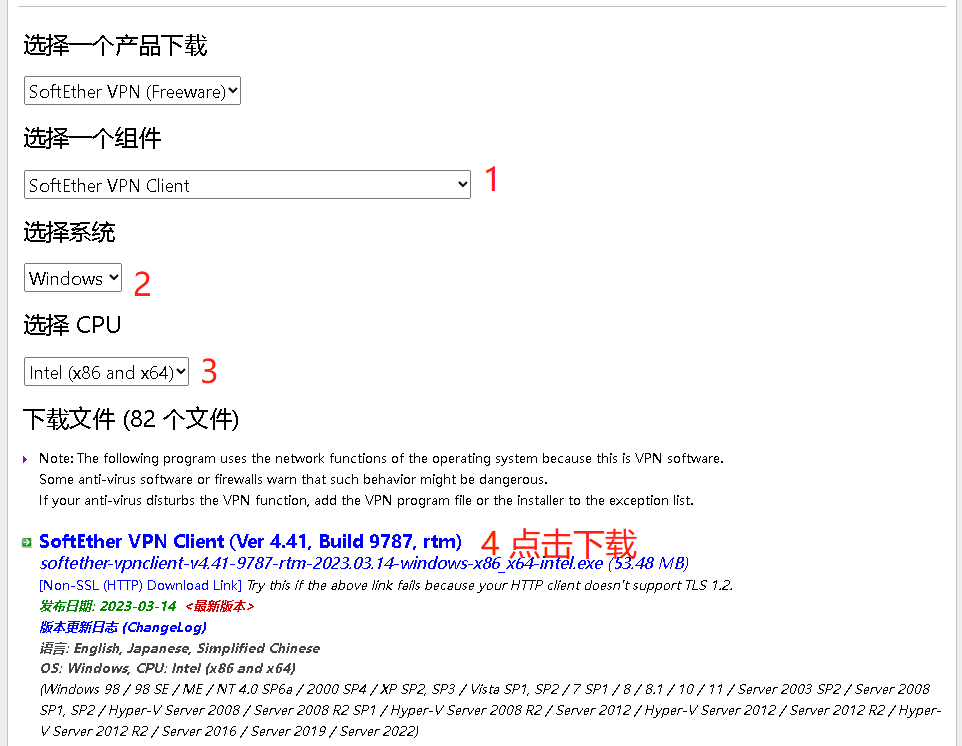 选择一个产品下载
SoftEther VPN (Freeware)
选择一个组件
SoftEther VPN Client 1
选择系统
Windows 2
选择 CPU
Intel (x86 and x64) 3
下载文件 (82 个文件)
Note: The following program uses the network functions of the operating system because this is VPN software.
Some anti-virus software or firewalls warn that such behavior might be dangerous.
If your anti-virus disturbs the VPN function, add the VPN program file or the installer to the exception list.
SoftEther VPN Client (Ver 4.41, Build 9787, rtm) 4 点击下载
softether-vpnclient-v4.41-9787-rtm-2023.03.14-windows-x86_x64-intel.exe (53.48 MB)
[Non-SSL (HTTP) Download Link] Try this if the above link fails because your HTTP client doesn't support TLS 1.2.
发布日期: 2023-03-14 <最新版本>
版本更新日志 (ChangeLog)
语言: English, Japanese, Simplified Chinese
OS: Windows, CPU: Intel (x86 and x64)
(Windows 98 / 98 SE / ME / NT 4.0 SP6a / 2000 SP4 / XP SP2, SP3 / Vista SP1, SP2 / 7 SP1 / 8 / 8.1 / 10 / 11 / Server 2003 SP2 / Server 2008
SP1, SP2 / Hyper-V Server 2008 / Server 2008 R2 SP1 / Hyper-V Server 2008 R2 / Server 2012 / Hyper-V Server 2012 / Server 2012 R2 / Hyper-
V Server 2012 R2 / Server 2016 / Server 2019 / Server 2022)